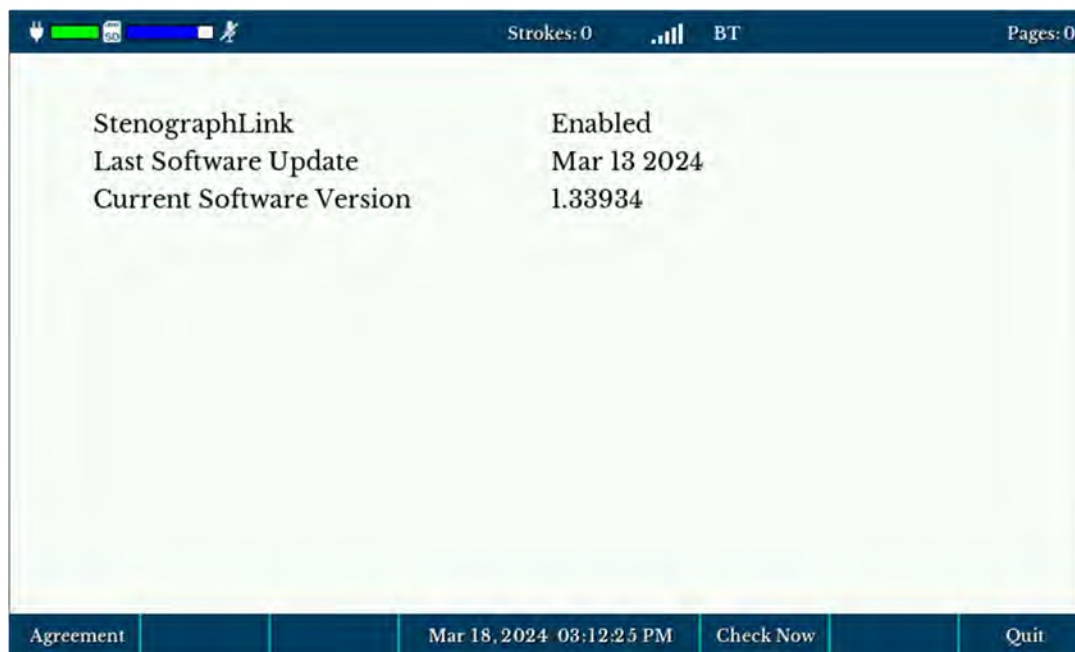 SD Strokes: 0 BT Pages: 0
StenographLink Enabled
Last Software Update Mar 13 2024
Current Software Version 1.33934
Agreement Mar 18, 2024 03:12:25 PM Check Now Quit